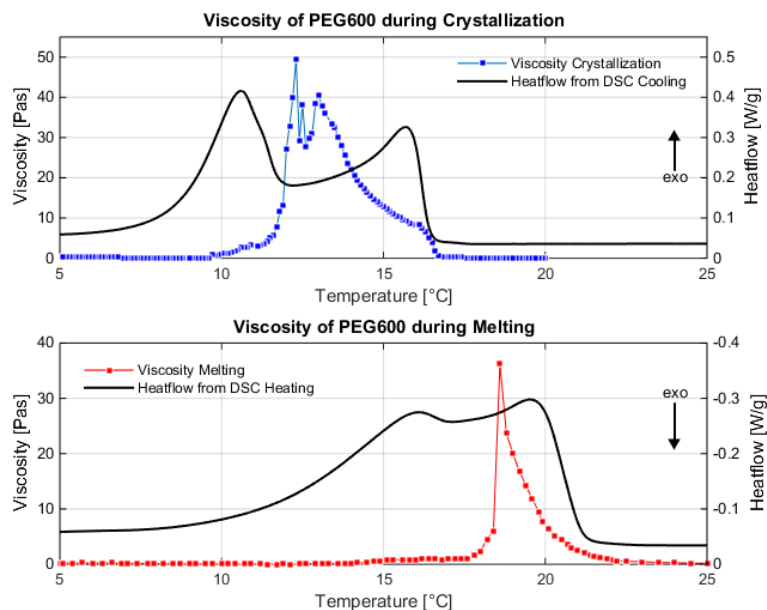 Viscosity of PEG600 during Crystallization
50
40
30
20
10
0
Viscosity [Pas]
Viscosity Crystallization
Heatflow from DSC Cooling
0.5
0.4
0.3
0.2
0.1
0
Heatflow [W/g]
exo
5
10
15
20
25
Temperature [°C]
Viscosity of PEG600 during Melting
40
30
20
10
0
Viscosity [Pas]
Viscosity Melting
Heatflow from DSC Heating
-0.4
-0.3
-0.2
-0.1
0
Heatflow [W/g]
exo
5
10
15
20
25
Temperature [°C]